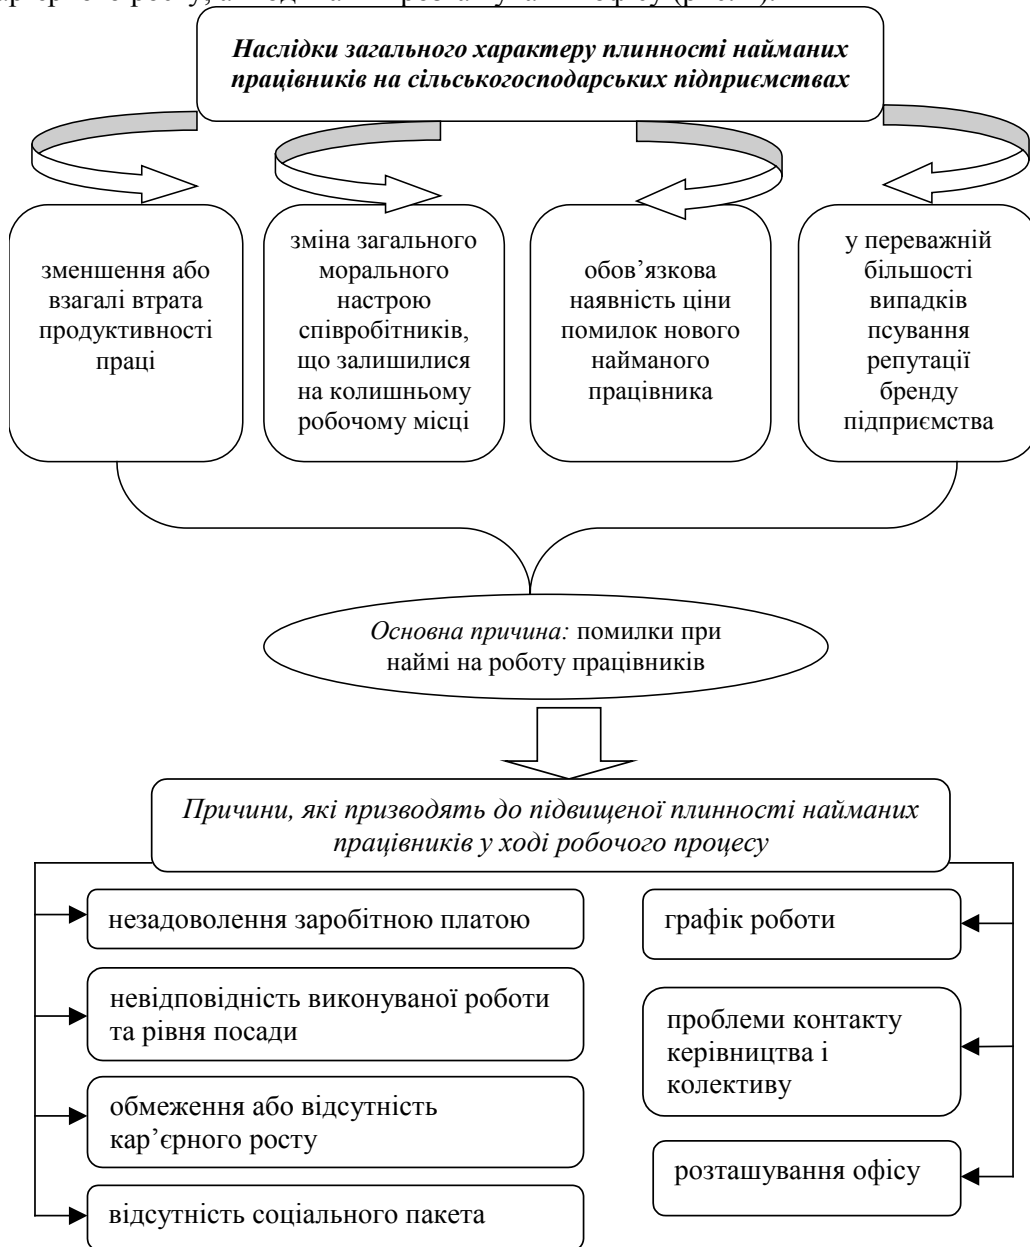 Наслідки загального характеру плинності найманих
працівників на сільськогосподарських підприємствах
зменшення або
взагалі втрата
продуктивності
праці
зміна загального
морального
настрою
співробітників,
що залишилися
на колишньому
робочому місці
обов’язкова
наявність ціни
помилок нового
найманого
працівника
у переважній
більшості
випадків
псування
репутації
бренду
підприємства
Основна причина: помилки при
наймі на роботу працівників
Причини, які призводять до підвищеної плинності найманих
працівників у ході робочого процесу
незадоволення заробітною платою
невідповідність виконуваної роботи
та рівня посади
обмеження або відсутність
кар’єрного росту
відсутність соціального пакета
графік роботи
проблеми контакту
керівництва і
колективу
розташування офісу